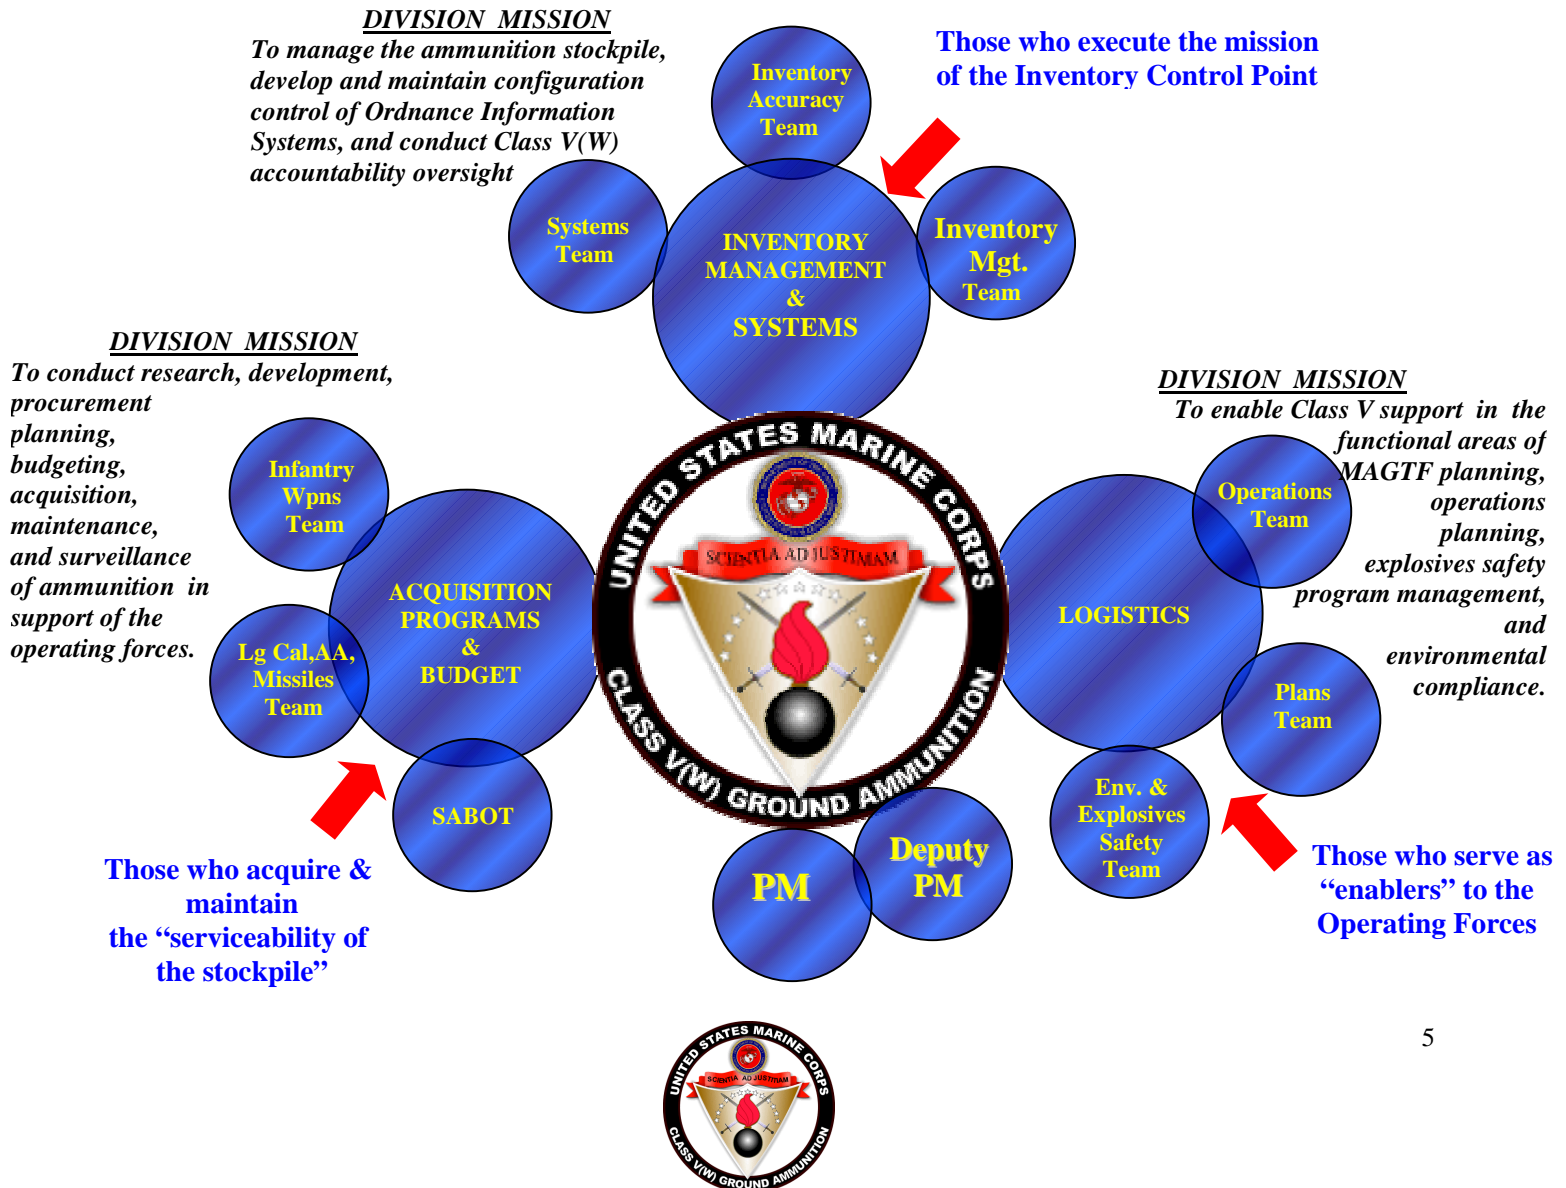 DIVISION MISSION
To manage the ammunition stockpile,
develop and maintain configuration
control of Ordnance Information
Systems, and conduct Class V(W)
accountability oversight
Inventory
Accuracy
Team
Those who execute the mission
of the Inventory Control Point
Systems
Team
INVENTORY
MANAGEMENT
&
SYSTEMS
Inventory
Mgt.
Team
DIVISION MISSION
To conduct research, development,
procurement
planning,
budgeting,
acquisition,
maintenance,
and surveillance
of ammunition in
support of the
operating forces.
Infantry
Wpns
Team
Lg Cal,AA,
Missiles
Team
ACQUISITION
PROGRAMS
&
BUDGET
SABOT
Those who acquire &
maintain
the “serviceability of
the stockpile”
UNITED STATES MARINE CORPS
SCIENTIA AD JUSTIMAM
CLASS V(W) GROUND AMMUNITION
PM
Deputy
PM
DIVISION MISSION
To enable Class V support in the
functional areas of
MAGTF planning,
operations
planning,
explosives safety
program management,
and
environmental
compliance.
LOGISTICS
Operations
Team
Plans
Team
Env. &
Explosives
Safety
Team
Those who serve as
“enablers” to the
Operating Forces
5
UNITED STATES MARINE CORPS
SCIENTIA AD JUSTITIAM
CLASS V(W) GROUND AMMUNITION